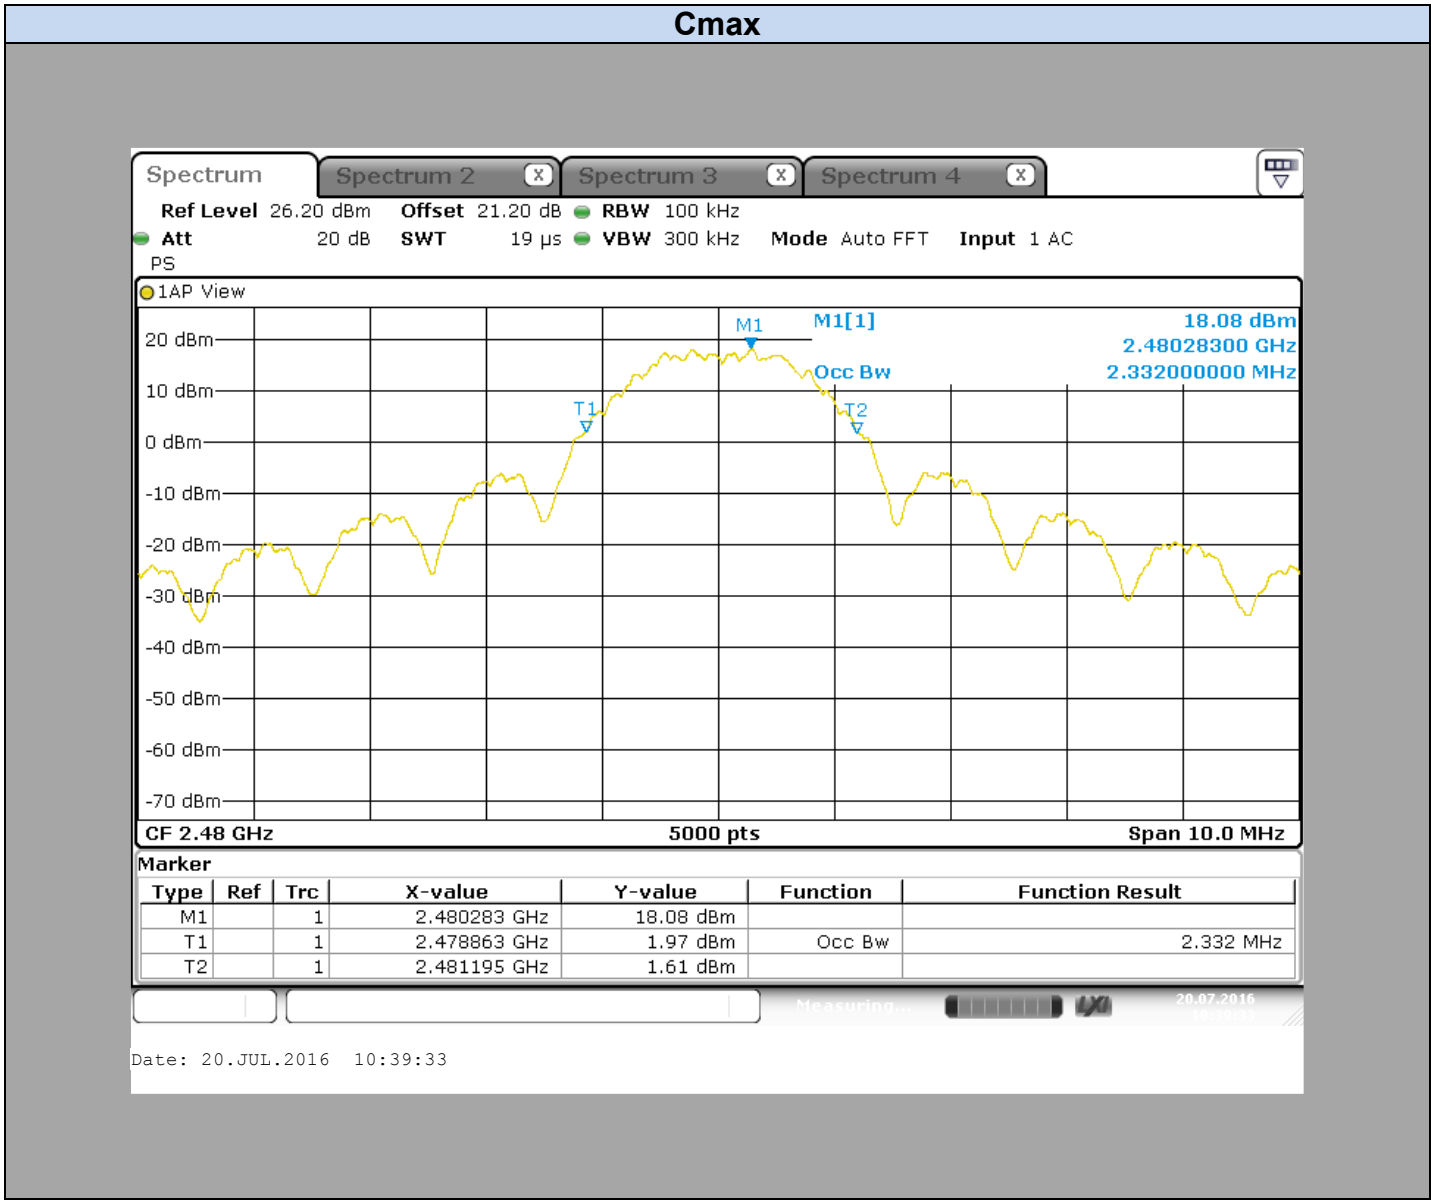 Cmax
Spectrum Spectrum 2 X Spectrum 3 X Spectrum 4 X
Ref Level 26.20 dBm Offset 21.20 dB RBW 100 kHz
Att 20 dB SWT 19 µs VBW 300 kHz Mode Auto FFT Input 1 AC
PS
1AP View
M1 M1[1] 18.08 dBm
20 dBm
2.48028300 GHz
Occ Bw 2.332000000 MHz
10 dBm
T1 T2
0 dBm
-10 dBm
-20 dBm
-30 dBm
-40 dBm
-50 dBm
-60 dBm
-70 dBm
CF 2.48 GHz 5000 pts Span 10.0 MHz
Marker
Type Ref Trc X-value Y-value Function Function Result
M1 1 2.480283 GHz 18.08 dBm
T1 1 2.478863 GHz 1.97 dBm Occ Bw 2.332 MHz
T2 1 2.481195 GHz 1.61 dBm
Measuring... LXI 20.07.2016
Date: 20.JUL.2016 10:39:33